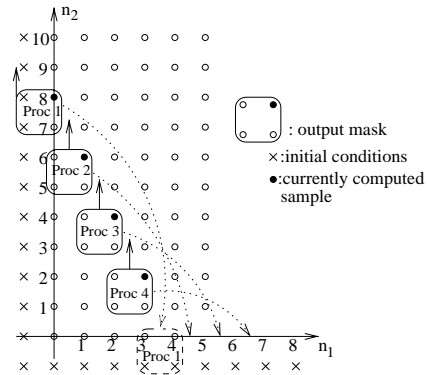 n2
10
9
8
Proc 1
7
6
Proc 2
5
4
Proc 3
3
2
Proc 4
1
1 2 3 4 5 6 7 8 n1
Proc 1
: output mask
:initial conditions
:currently computed
sample